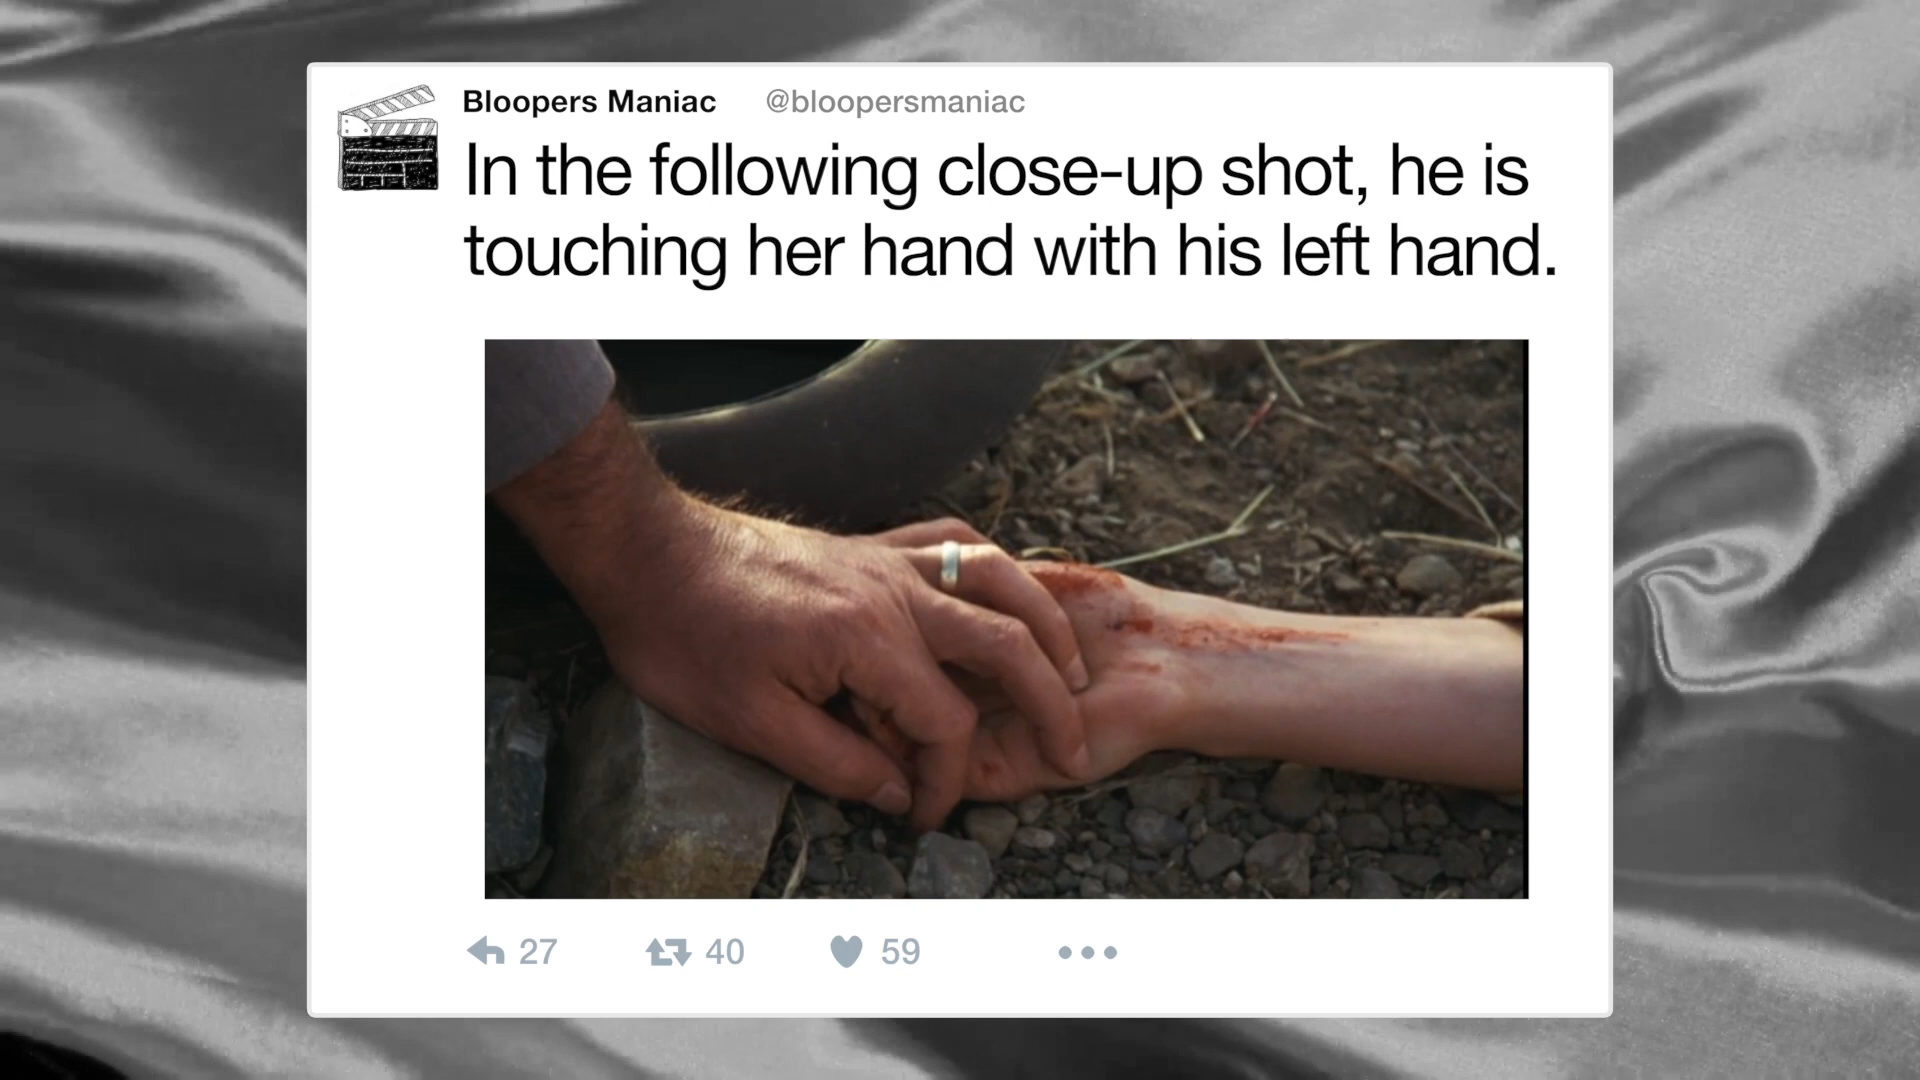 Bloopers Maniac @bloopersmaniac
In the following close-up shot, he is
touching her hand with his left hand.
27 40 59